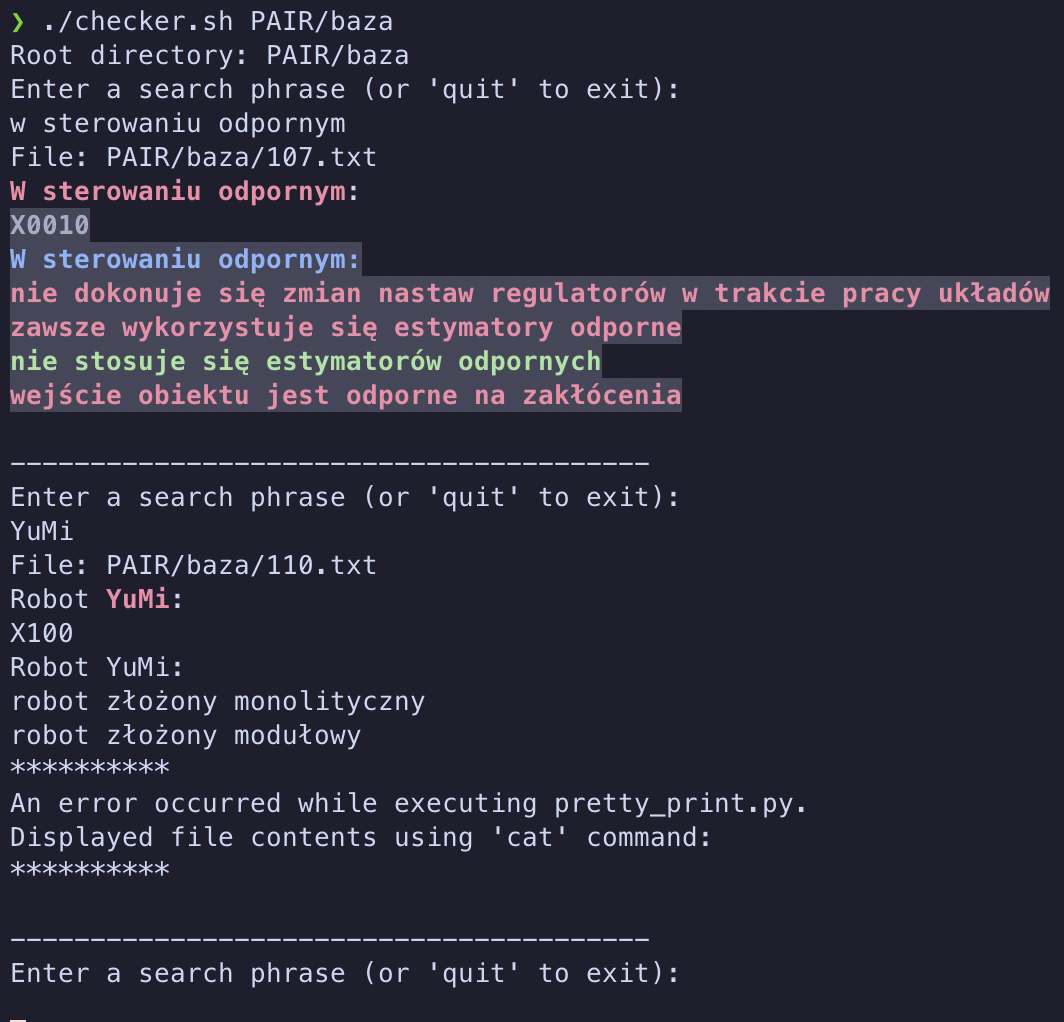 ❯ ./checker.sh PAIR/baza
Root directory: PAIR/baza
Enter a search phrase (or 'quit' to exit):
w sterowaniu odpornym
File: PAIR/baza/107.txt
W sterowaniu odpornym:
X0010
W sterowaniu odpornym:
nie dokonuje się zmian nastaw regulatorów w trakcie pracy układów
zawsze wykorzystuje się estymatory odporne
nie stosuje się estymatorów odpornych
wejście obiektu jest odporne na zakłócenia
----------------------------------------
Enter a search phrase (or 'quit' to exit):
YuMi
File: PAIR/baza/110.txt
Robot YuMi:
X100
Robot YuMi:
robot złożony monolityczny
robot złożony modułowy
**********
An error occurred while executing pretty_print.py.
Displayed file contents using 'cat' command:
**********
----------------------------------------
Enter a search phrase (or 'quit' to exit):